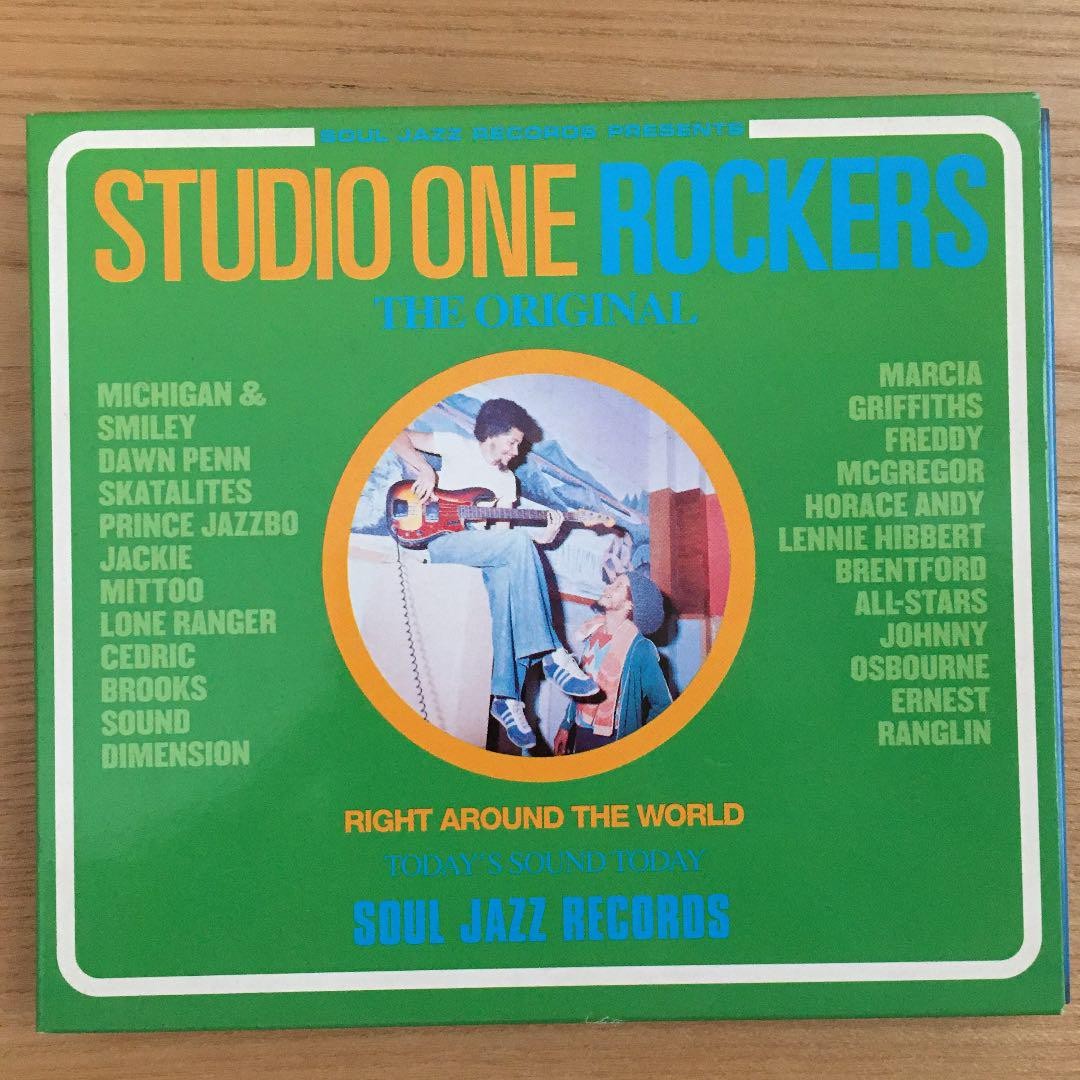 SOUL JAZZ RECORDS PRESENTS
STUDIO ONE ROCKERS
THE ORIGINAL
MICHIGAN &
SMILEY
DAWN PENN
SKATALITES
PRINCE JAZZBO
JACKIE
MITTOO
LONE RANGER
CEDRIC
BROOKS
SOUND
DIMENSION
MARCIA
GRIFFITHS
FREDDY
MCGREGOR
HORACE ANDY
LENNIE HIBBERT
BRENTFORD
ALL-STARS
JOHNNY
OSBOURNE
ERNEST
RANGLIN
RIGHT AROUND THE WORLD
TODAY'S SOUND TODAY
SOUL JAZZ RECORDS